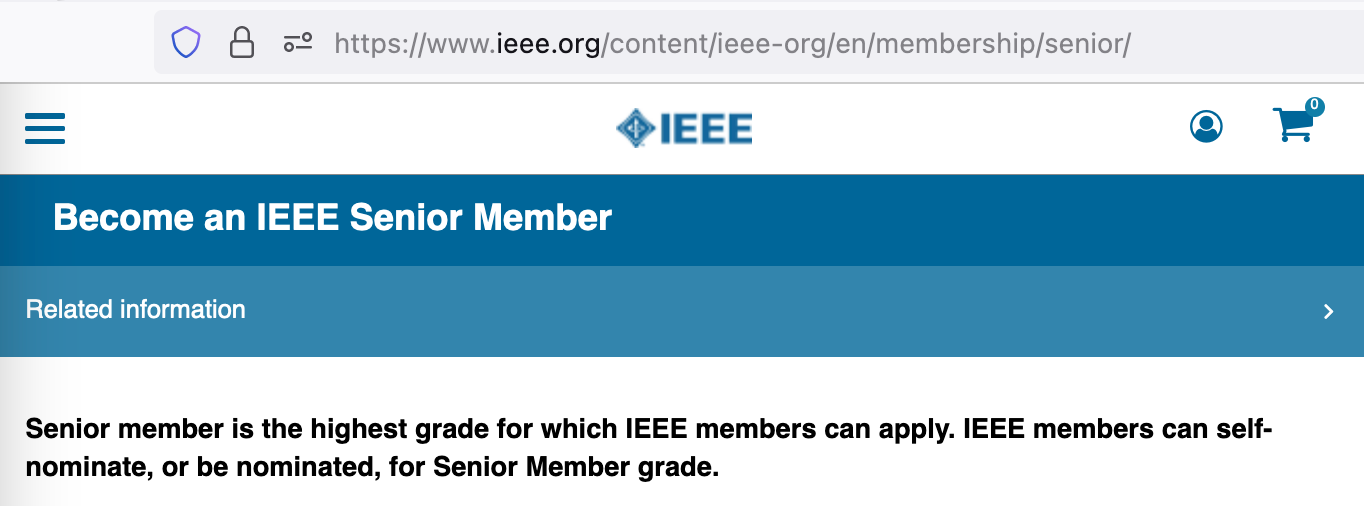 https://www.ieee.org/content/ieee-org/en/membership/senior/
IEEE
0
Become an IEEE Senior Member
Related information
Senior member is the highest grade for which IEEE members can apply. IEEE members can self-
nominate, or be nominated, for Senior Member grade.